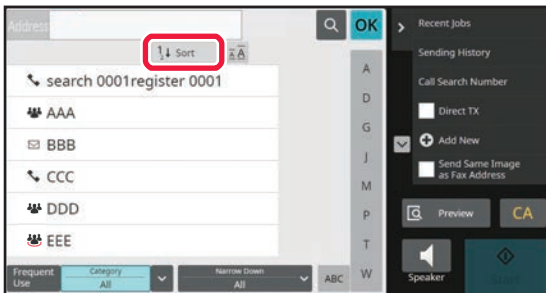 Address
OK
1 2 Sort
A A
search 0001register 0001
AAA
BBB
CCC
DDD
EEE
A
D
G
J
M
P
T
W
Frequent
Use
Category
All
Narrow Down
All
ABC
Recent Jobs
Sending History
Call Search Number
Direct TX
Add New
Send Same Image
as Fax Address
Preview
CA
Speaker
Start